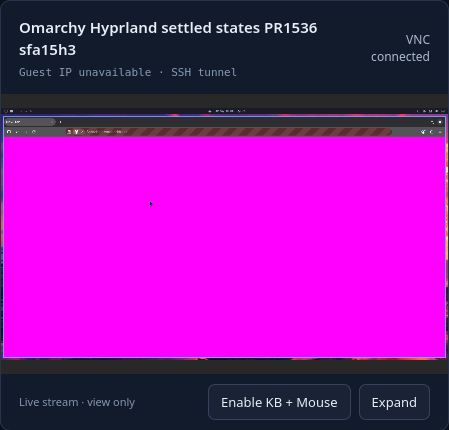 Omarchy Hyprland settled states PR1536
sfa15h3
VNC
connected
Guest IP unavailable · SSH tunnel
Live stream · view only
Enable KB + Mouse
Expand